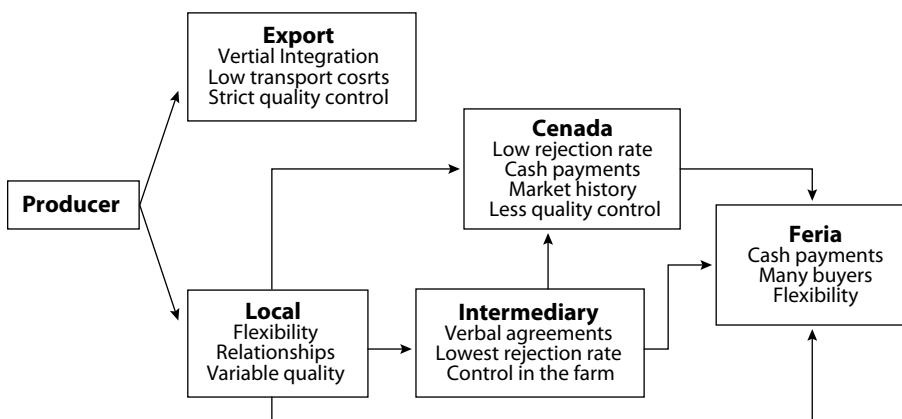 Export
Vertial Integration
Low transport cosrts
Strict quality control
Cenada
Low rejection rate
Cash payments
Market history
Less quality control
Producer
Feria
Cash payments
Many buyers
Flexibility
Local
Flexibility
Relationships
Variable quality
Intermediary
Verbal agreements
Lowest rejection rate
Control in the farm